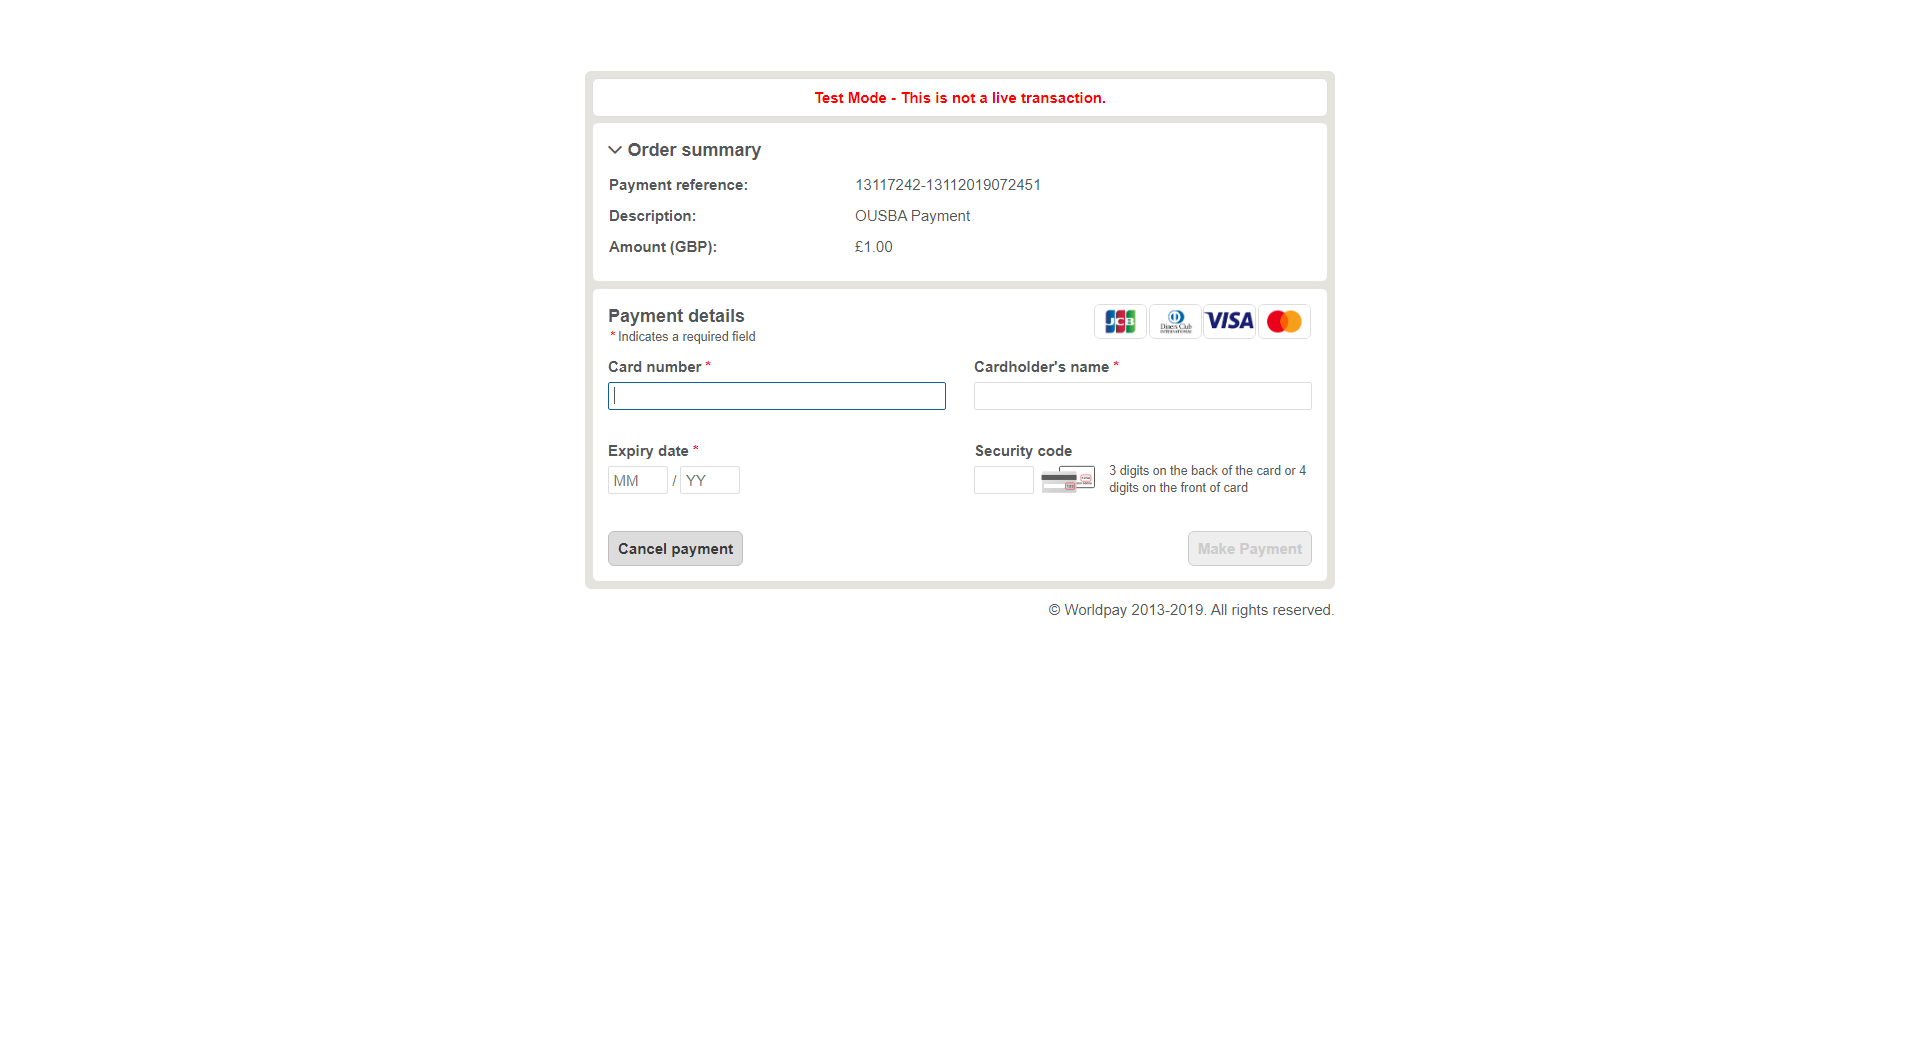 Test Mode - This is not a live transaction.
Order summary
Payment reference: 13117242-13112019072451
Description: OUSBA Payment
Amount (GBP): £1.00
Payment details
* Indicates a required field
JCB Diners Club INTERNATIONAL VISA
Card number * Cardholder's name *
Expiry date * Security code
MM / YY
3 digits on the back of the card or 4
digits on the front of card
Cancel payment Make Payment
© Worldpay 2013-2019. All rights reserved.